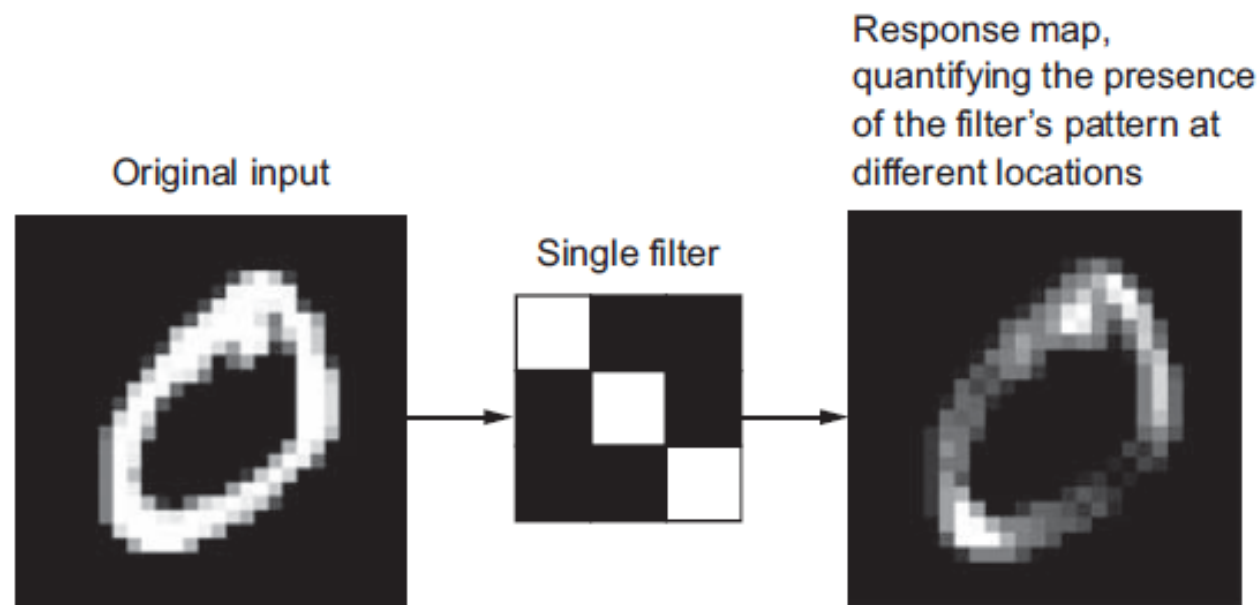 Original input
Single filter
Response map,
quantifying the presence
of the filter's pattern at
different locations